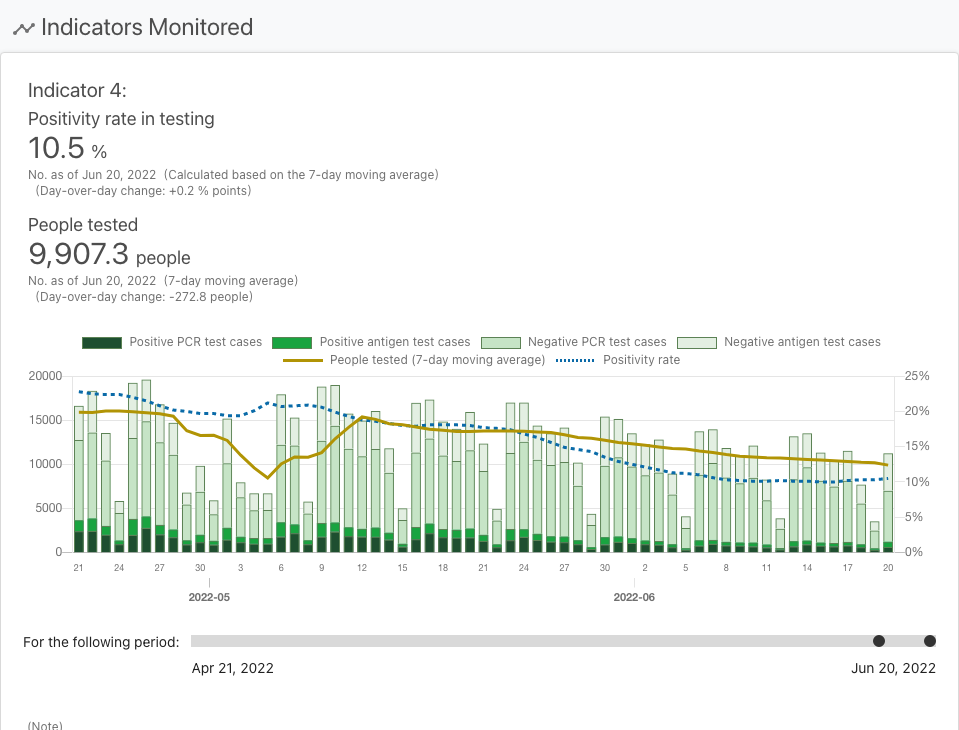 Indicators Monitored
Indicator 4:
Positivity rate in testing
10.5 %
No. as of Jun 20, 2022 (Calculated based on the 7-day moving average)
(Day-over-day change: +0.2 % points)
People tested
9,907.3 people
No. as of Jun 20, 2022 (7-day moving average)
(Day-over-day change: -272.8 people)
Positive PCR test cases Positive antigen test cases Negative PCR test cases Negative antigen test cases
People tested (7-day moving average) Positivity rate
20000 25%
20%
15000
15%
10000
10%
5000
5%
0 0%
21 24 27 30 3 6 9 12 15 18 21 24 27 30 2 5 8 11 14 17 20
2022-05 2022-06
For the following period:
Apr 21, 2022 Jun 20, 2022
(Note)